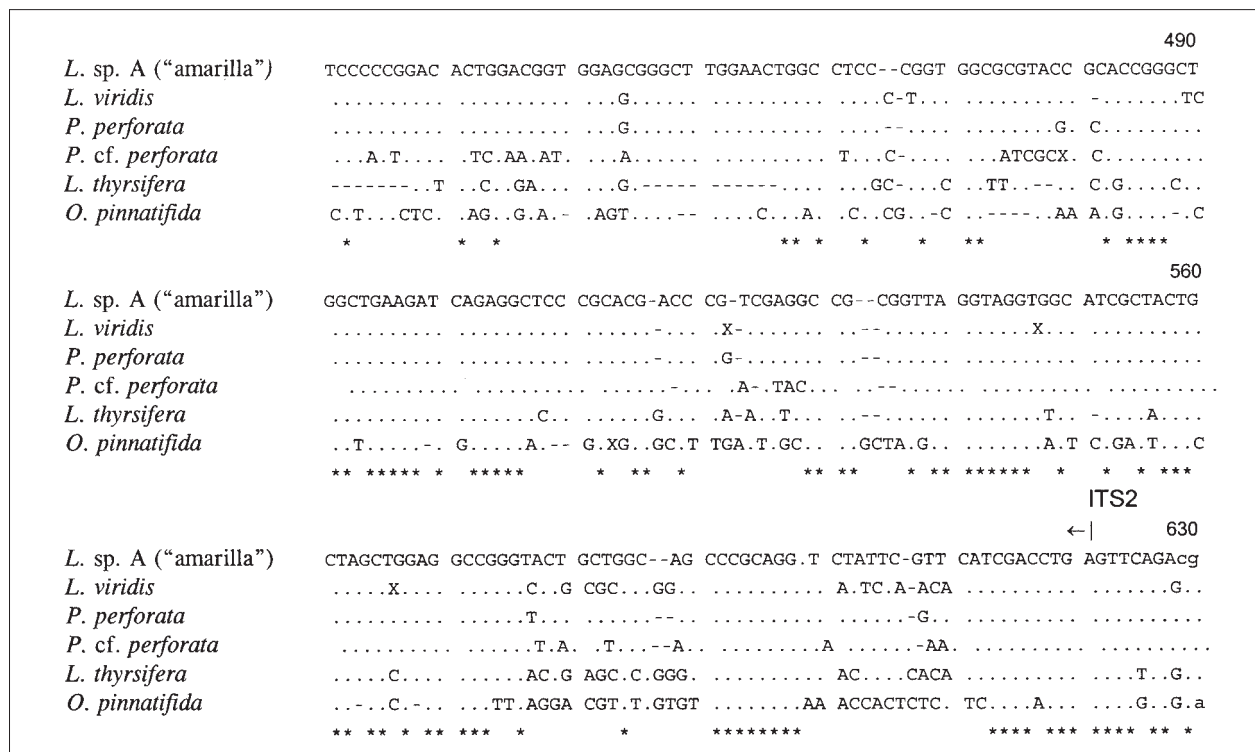 490
L. sp. A ("amarilla") TCCCCCGGAC ACTGGACGGT GGAGCGGGCT TGGAACTGGC CTCC--CGGT GGCGCGTACC GCACCGGGCT
L. viridis .......... .......... ....G..... .......... ....C-T... .......... -.......TC
P. perforata .......... .......... ....G..... .......... ....--.... ........G. C.........
P. cf. perforata ...A.T.... .TC.AA.AT. ....A..... .......... T...C-.... ...ATCGCX. C.........
L. thyrsifera -------..T ..C..GA... ....G.---- ------.... ...GC-...C ..TT..--.. C.G....C..
O. pinnatifida C.T...CTC. .AG..G.A.- .AGT....-- ....C...A. .C..CG..-C ..-----.AA A.G....-.C
* * * ** * * * ** * ****
560
L. sp. A ("amarilla") GGCTGAAGAT CAGAGGCTCC CGCACG-ACC CG-TCGAGGC CG--CGGTTA GGTAGGTGGC ATCGCTACTG
L. viridis .......... .......... ......-... .X-....... ..--...... ......X... ..........
P. perforata .......... .......... ......-... .G-....... ..--...... .......... ..........
P. cf. perforata .......... .......... ......-... ..A-.TAC.. ..--...... .......... ..........
L. thyrsifera .......... .......C.. ......G... .A-A..T... ..--...... .......T.. -....A....
O. pinnatifida ..T.....-. G.....A.-- G.XG..GC.T TGA.T.GC.. ..GCTA.G.. .......A.T C.GA.T...C
** ***** * ***** * ** * ** ** * ** ****** * * * ***
ITS2
← | 630
L. sp. A ("amarilla") CTAGCTGGAG GCCGGGTACT GCTGGC--AG CCCGCAGG.T CTATTC-GTT CATCGACCTG AGTTCAGAcg
L. viridis .....X.... ......C..G CGC...GG.. .......... A.TC.A-ACA .......... .......G..
P. perforata .......... ......T... ......--.. .......... ......-G.. .......... ..........
P. cf. perforata .......... ......T.A. ..T...--A. ........A. ......-AA. .......... ..........
L. thyrsifera .....C.... ......AC.G AGC.C.GGG. .......... AC....CACA .......... ....T..G..
O. pinnatifida ..-..C.-.. ..TT.AGGA CGT.T.GTGT ........AA ACCACTCTC. TC....A... ....G..G.a
** ** * ** *** * * ******** **** *** **** ** *